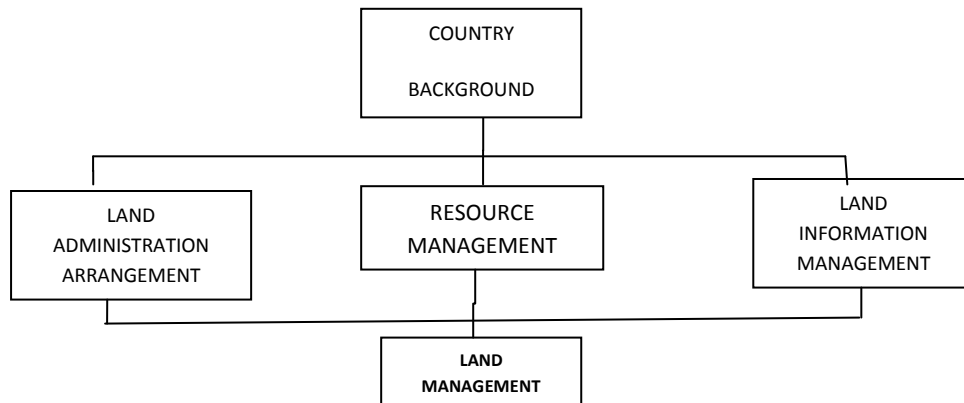 COUNTRY
BACKGROUND
LAND
ADMINISTRATION
ARRANGEMENT
RESOURCE
MANAGEMENT
LAND
INFORMATION
MANAGEMENT
LAND
MANAGEMENT